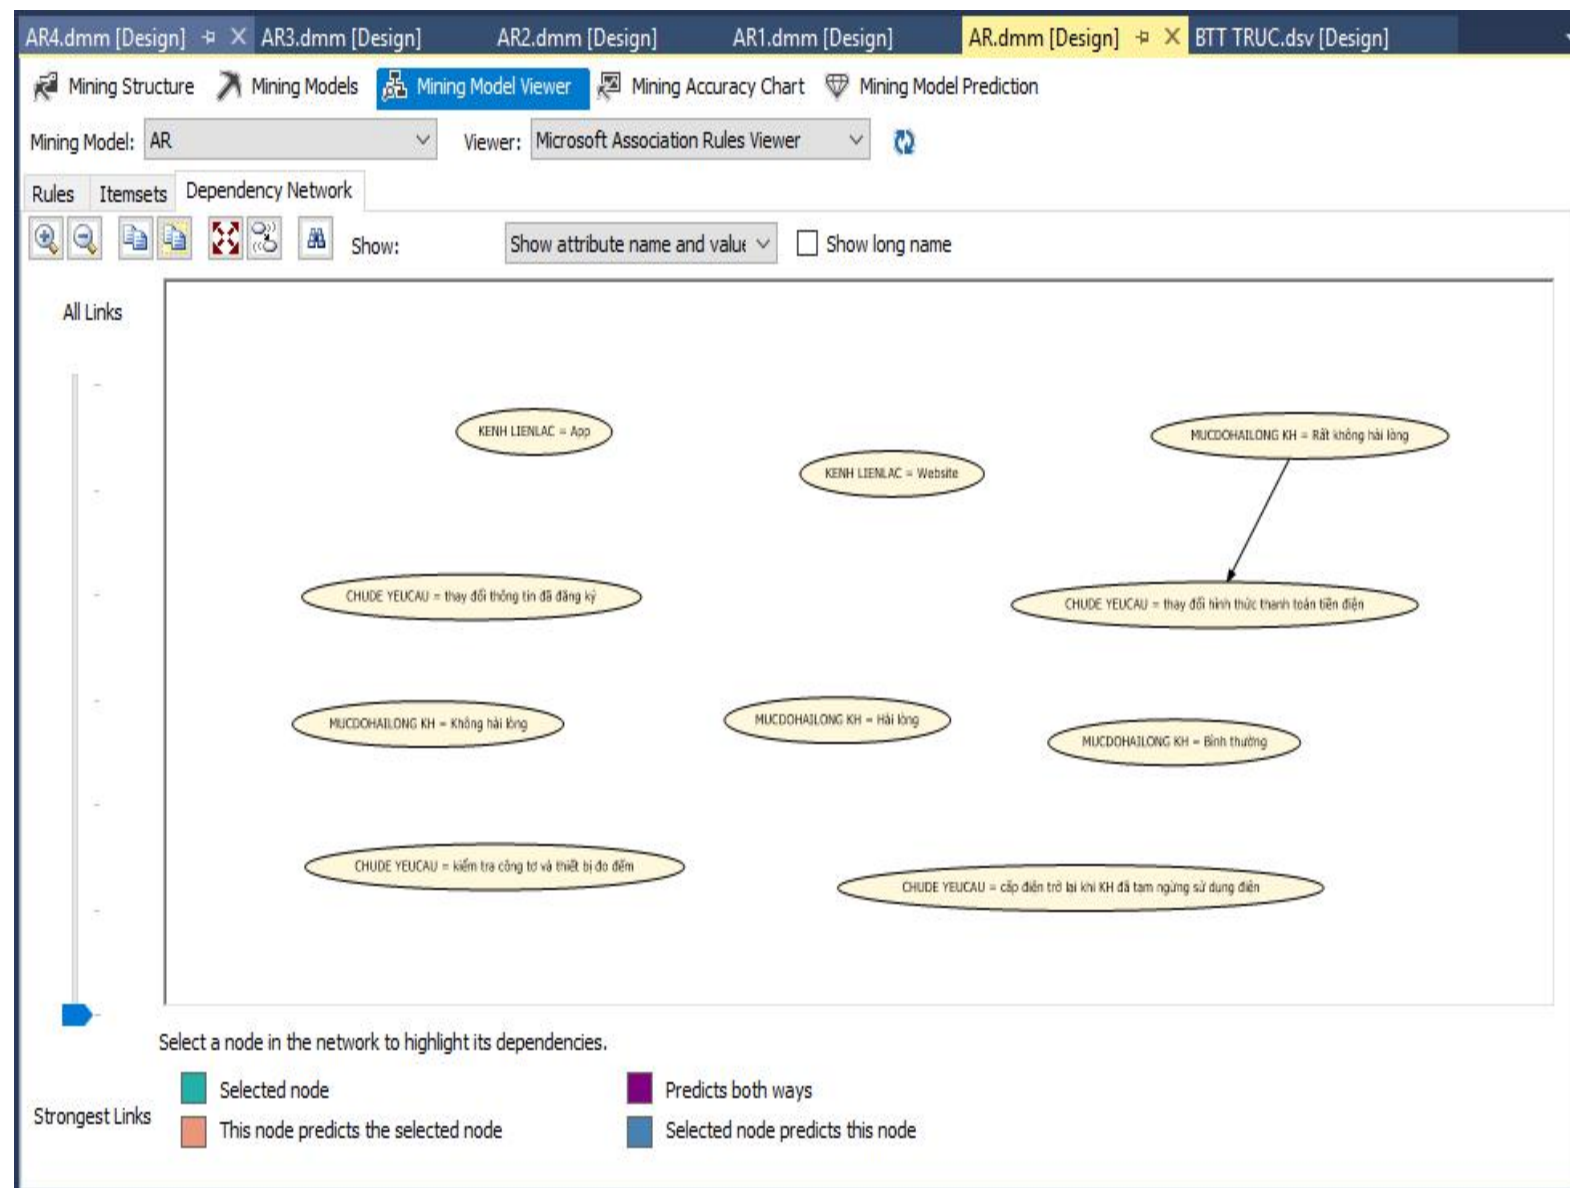 AR4.dmm [Design] AR3.dmm [Design] AR2.dmm [Design] AR1.dmm [Design] AR.dmm [Design] BTT TRUC.dsv [Design]
Mining Structure Mining Models Mining Model Viewer Mining Accuracy Chart Mining Model Prediction
Mining Model: AR Viewer: Microsoft Association Rules Viewer
Rules Itemsets Dependency Network
Show: Show attribute name and value Show long name
All Links
KENH LIENLAC = App
MUCDOHAILONG KH = Rất không hài lòng
KENH LIENLAC = Website
CHUDE YEUCAU = thay đổi thông tin đã đăng ký
CHUDE YEUCAU = thay đổi hình thức thanh toán tiền điện
MUCDOHAILONG KH = Không hài lòng
MUCDOHAILONG KH = Hài lòng
MUCDOHAILONG KH = Bình thường
CHUDE YEUCAU = kiểm tra công tơ và thiết bị đo đếm
CHUDE YEUCAU = cấp điện trở lại khi KH đã tạm ngừng sử dụng điện
Select a node in the network to highlight its dependencies.
Selected node Predicts both ways
Strongest Links
This node predicts the selected node Selected node predicts this node